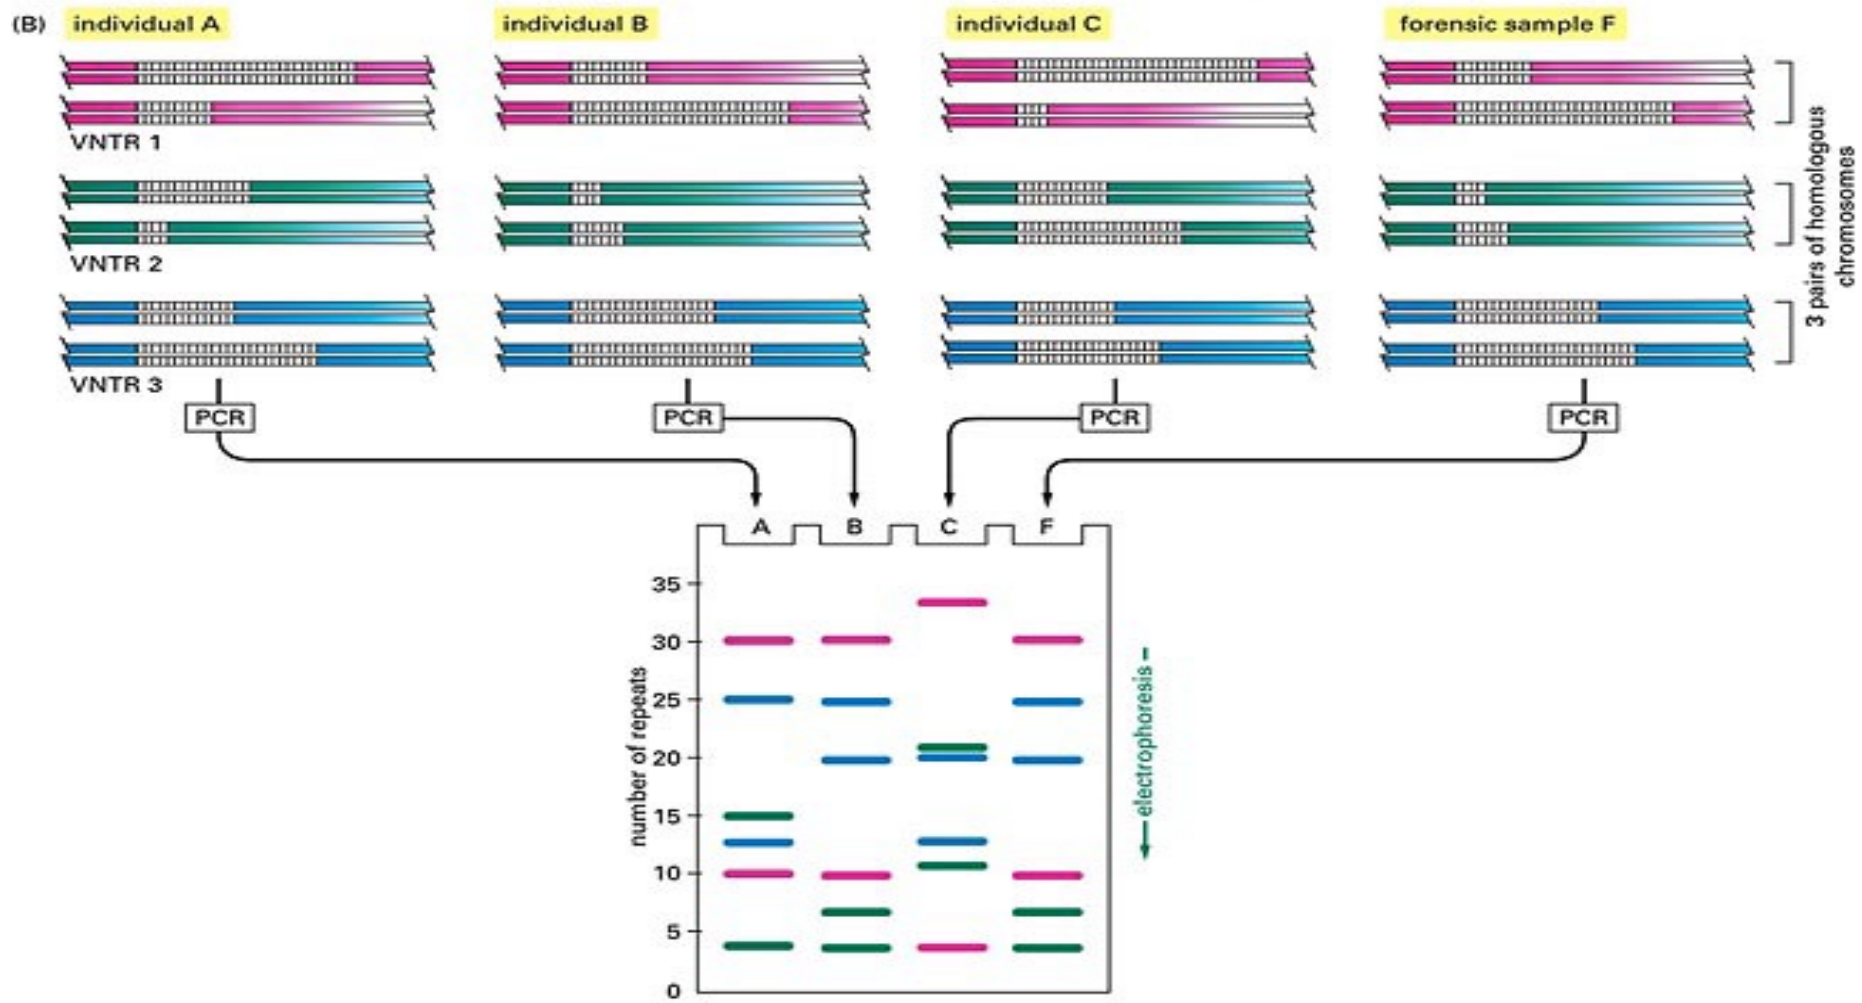 (B) individual A individual B individual C forensic sample F
VNTR 1
VNTR 2
VNTR 3
3 pairs of homologous
chromosomes
PCR PCR PCR PCR
A B C F
35
30
25
20
15
10
5
0
number of repeats
electrophoresis